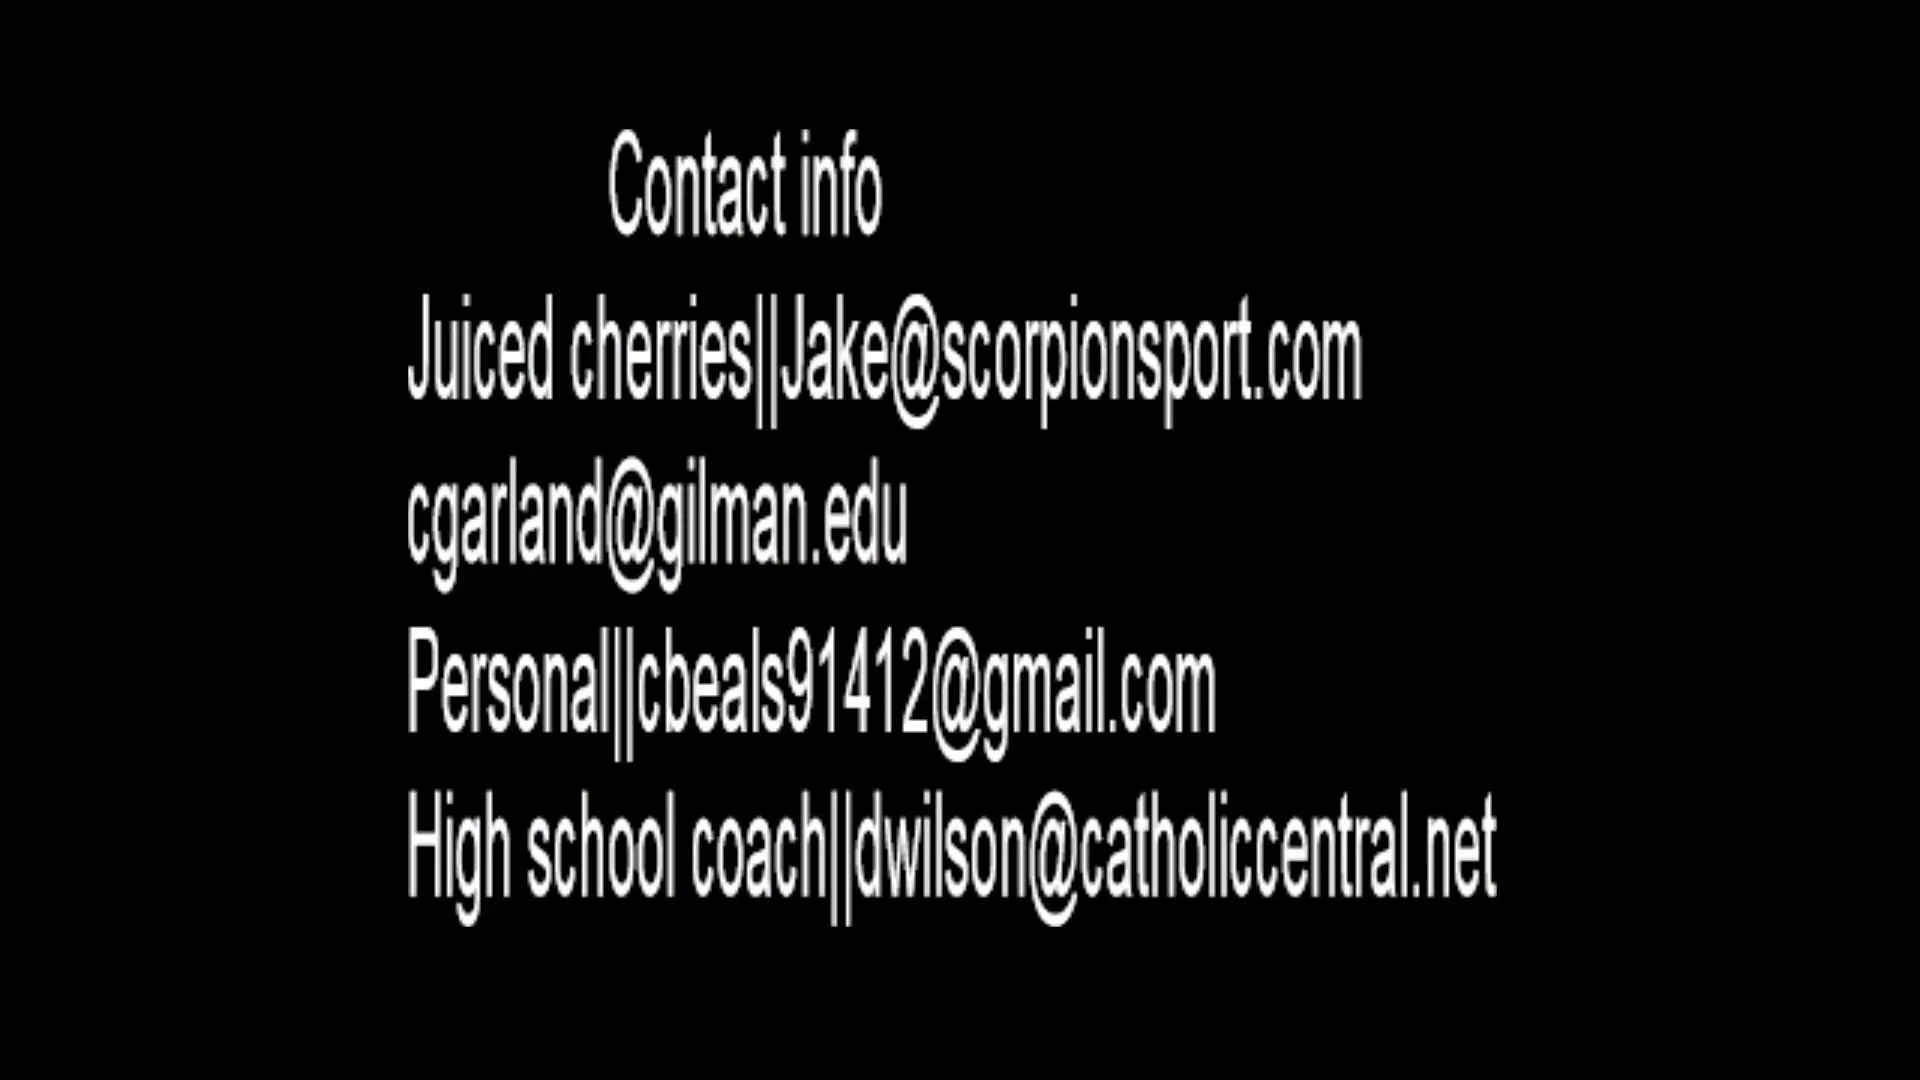 Contact info
Juiced cherries||Jake@scorpionsport.com
cgarland@gilman.edu
Personal||cbeals91412@gmail.com
High school coach||dwilson@catholiccentral.net